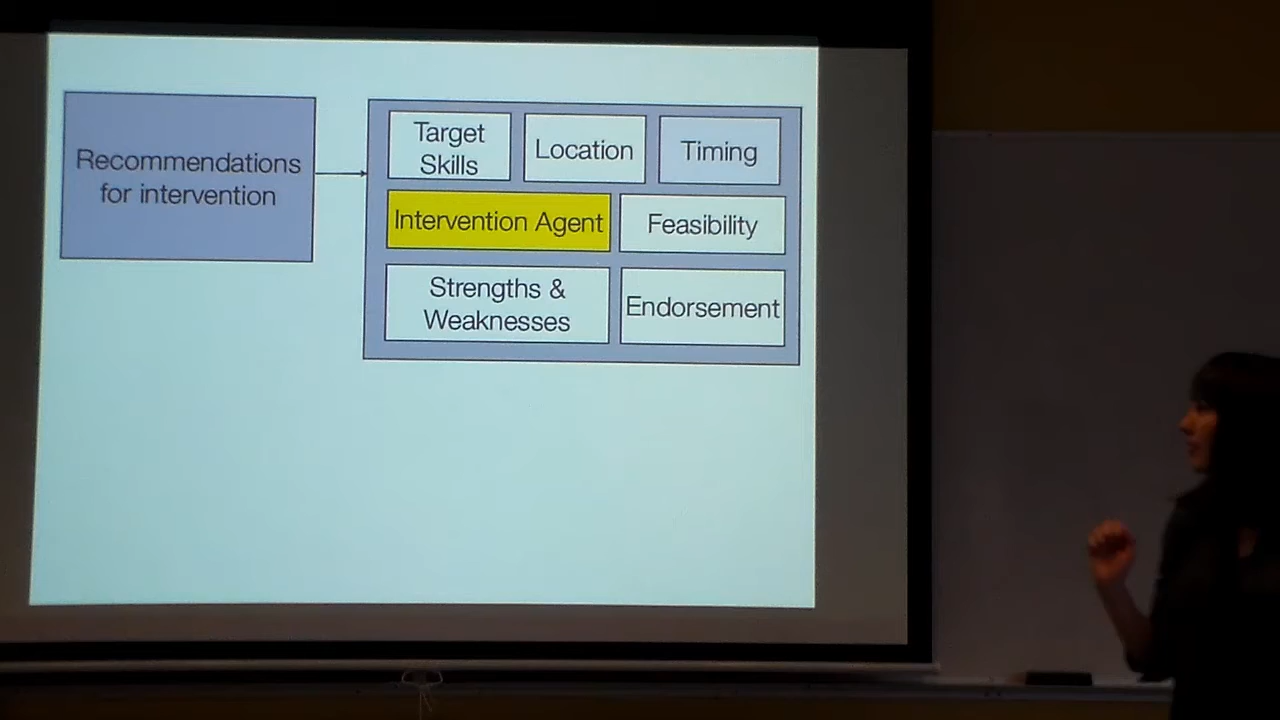 Recommendations
for intervention
Target
Skills
Location
Timing
Intervention Agent
Feasibility
Strengths &
Weaknesses
Endorsement